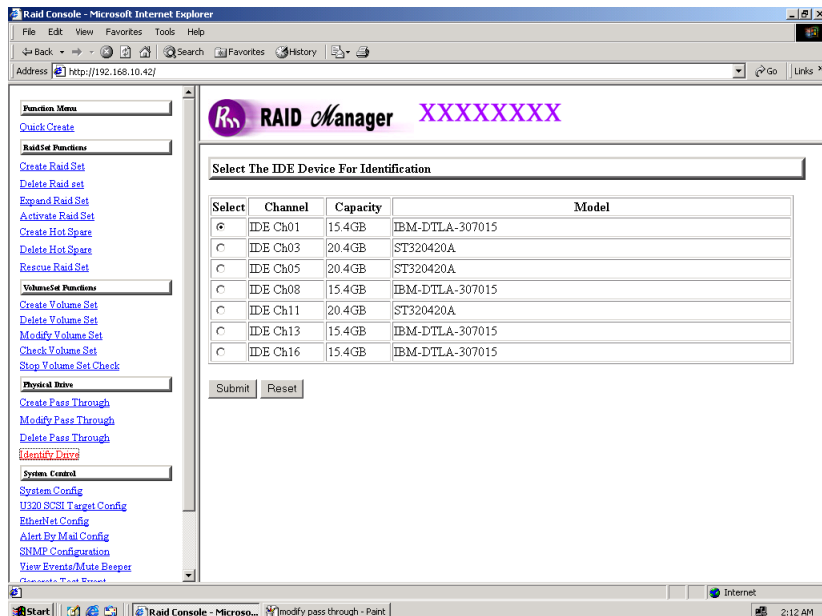 Raid Console - Microsoft Internet Explorer
File Edit View Favorites Tools Help
Back Search Favorites History
Address http://192.168.10.42/ Go Links
Function Menu
Quick Create
RaidSet Functions
Create Raid Set
Delete Raid set
Expand Raid Set
Activate Raid Set
Create Hot Spare
Delete Hot Spare
Rescue Raid Set
VolumeSet Functions
Create Volume Set
Delete Volume Set
Modify Volume Set
Check Volume Set
Stop Volume Set Check
Physical Drive
Create Pass Through
Modify Pass Through
Delete Pass Through
Identify Drive
System Control
System Config
U320 SCSI Target Config
EtherNet Config
Alert By Mail Config
SNMP Configuration
View Events/Mute Beeper
Generate Test Event
RAID Manager XXXXXXXX
Select The IDE Device For Identification
Select Channel Capacity Model
IDE Ch01 15.4GB IBM-DTLA-307015
IDE Ch03 20.4GB ST320420A
IDE Ch05 20.4GB ST320420A
IDE Ch08 15.4GB IBM-DTLA-307015
IDE Ch11 20.4GB ST320420A
IDE Ch13 15.4GB IBM-DTLA-307015
IDE Ch16 15.4GB IBM-DTLA-307015
Submit Reset
Internet
Start Raid Console - Microso... modify pass through - Paint 2:12 AM